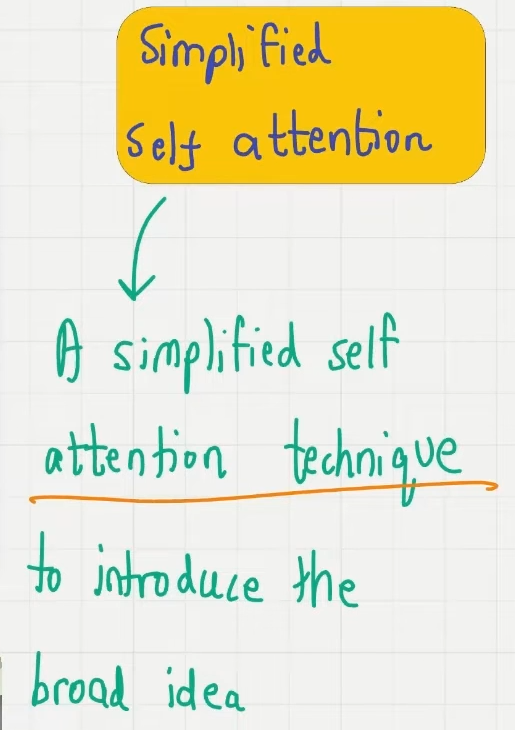 Simplified
Self attention
A simplified self
attention technique
to introduce the
broad idea